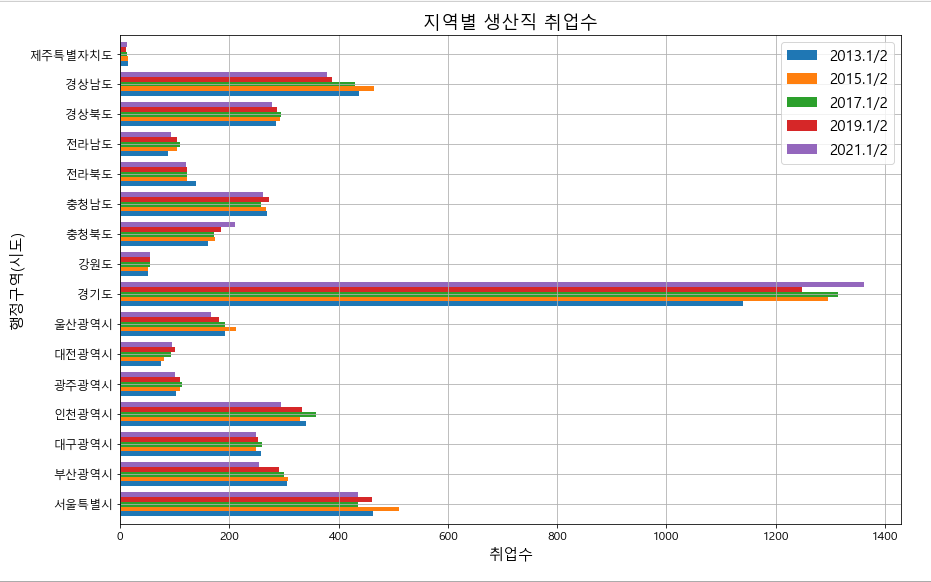 지역별 생산직 취업수
2013.1/2
2015.1/2
2017.1/2
2019.1/2
2021.1/2
행정구역(시도)
제주특별자치도
경상남도
경상북도
전라남도
전라북도
충청남도
충청북도
강원도
경기도
울산광역시
대전광역시
광주광역시
인천광역시
대구광역시
부산광역시
서울특별시
0 200 400 600 800 1000 1200 1400
취업수